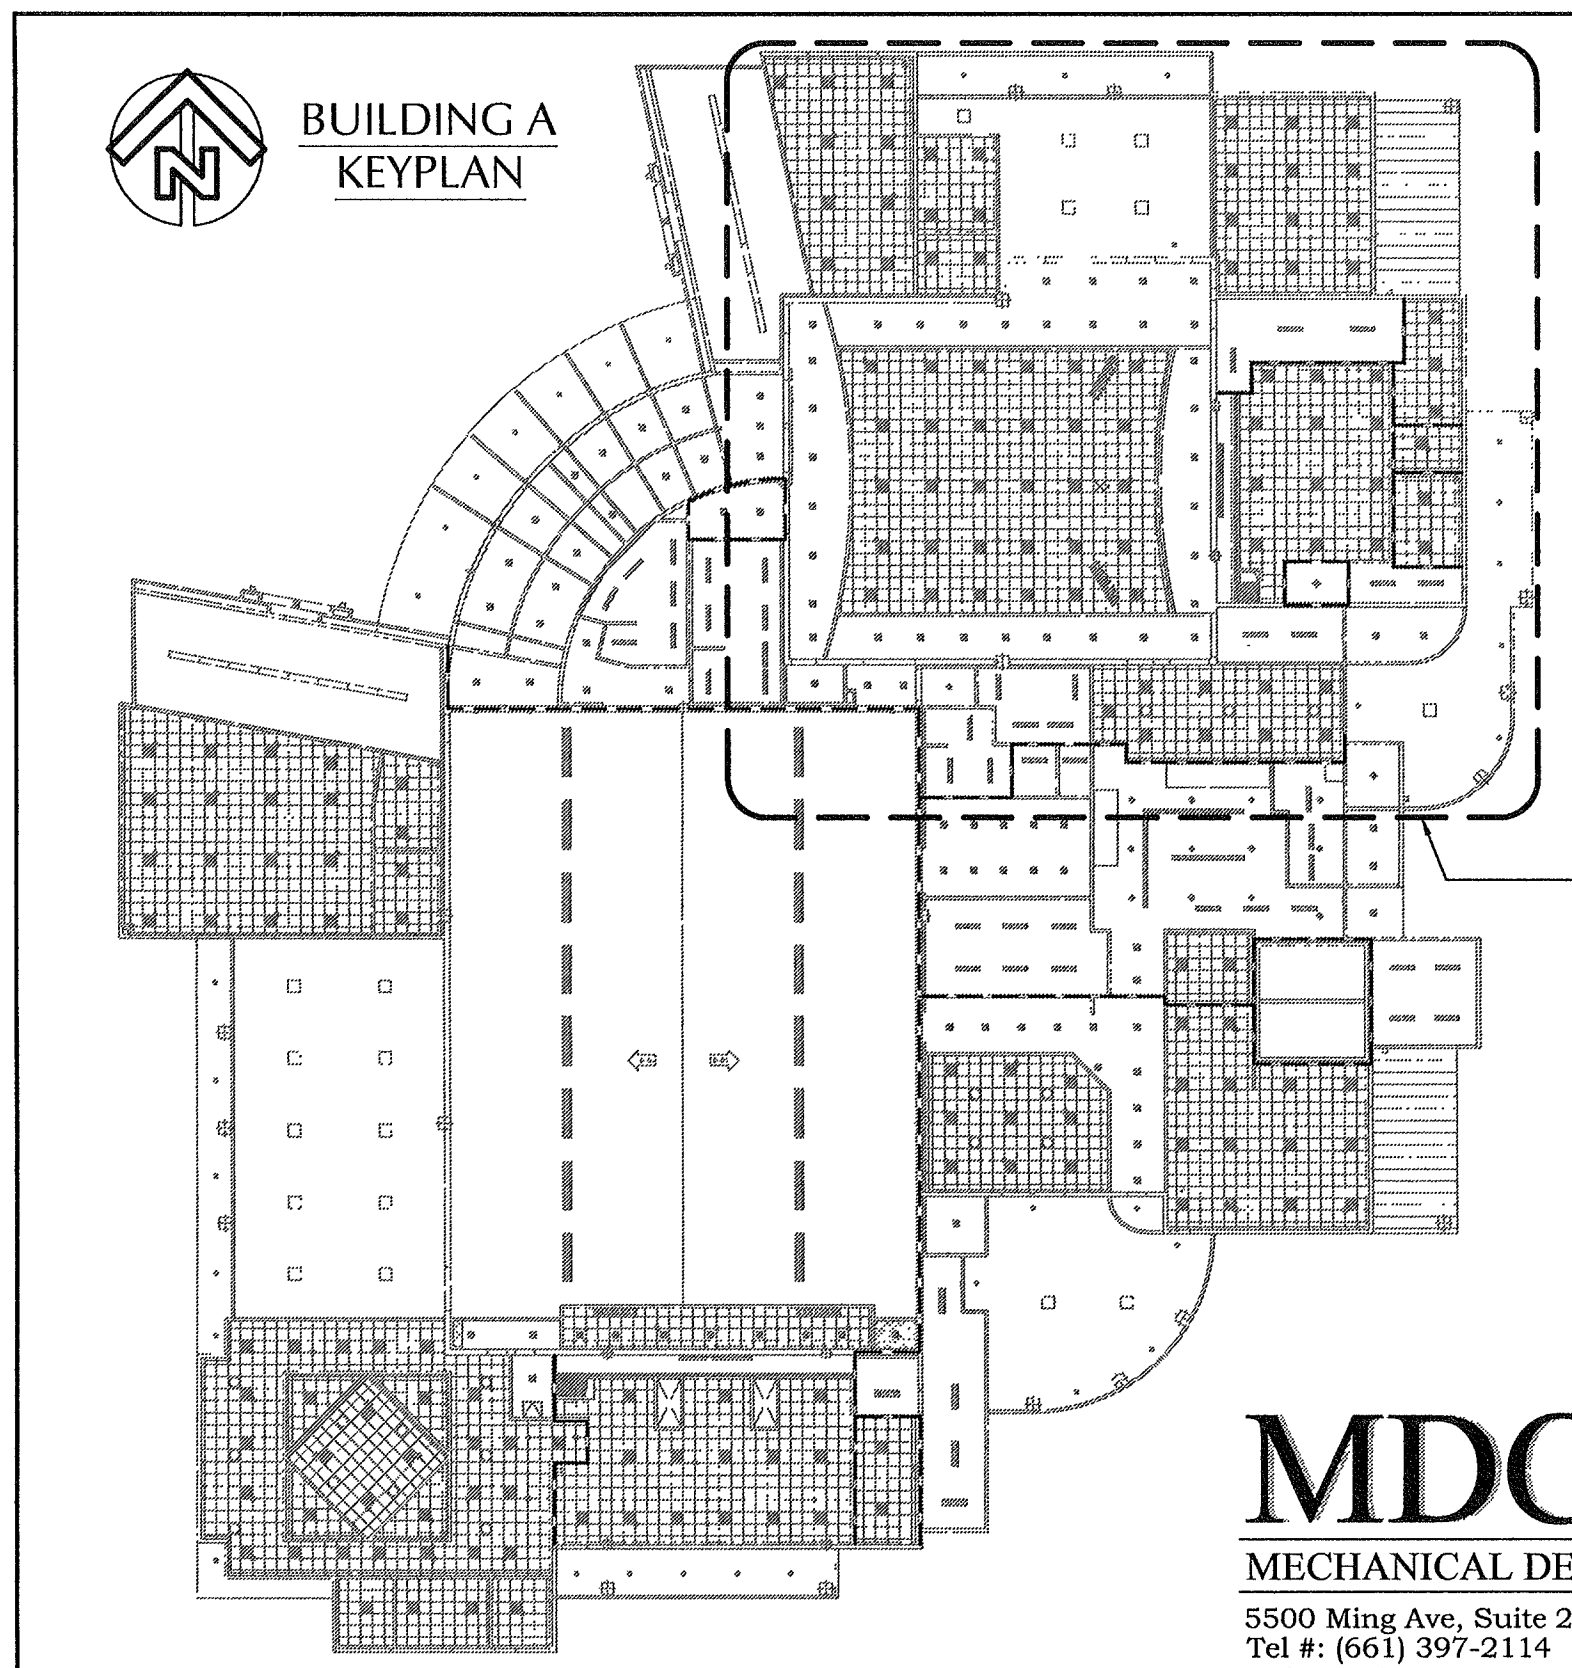 N
BUILDING A
KEYPLAN
MDC
MECHANICAL DE
5500 Ming Ave, Suite 2
Tel #: (661) 397-2114